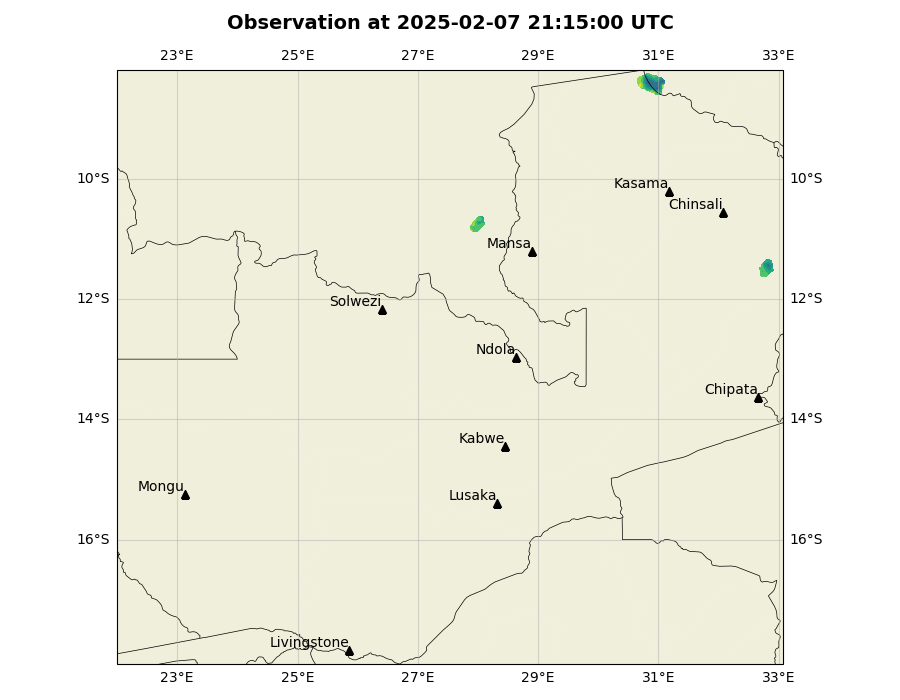 Observation at 2025-02-07 21:15:00 UTC
23°E 25°E 27°E 29°E 31°E 33°E
10°S 10°S
Kasama
Chinsali
Mansa
12°S 12°S
Solwezi
Ndola
Chipata
14°S 14°S
Kabwe
Mongu
Lusaka
16°S 16°S
Livingstone
23°E 25°E 27°E 29°E 31°E 33°E